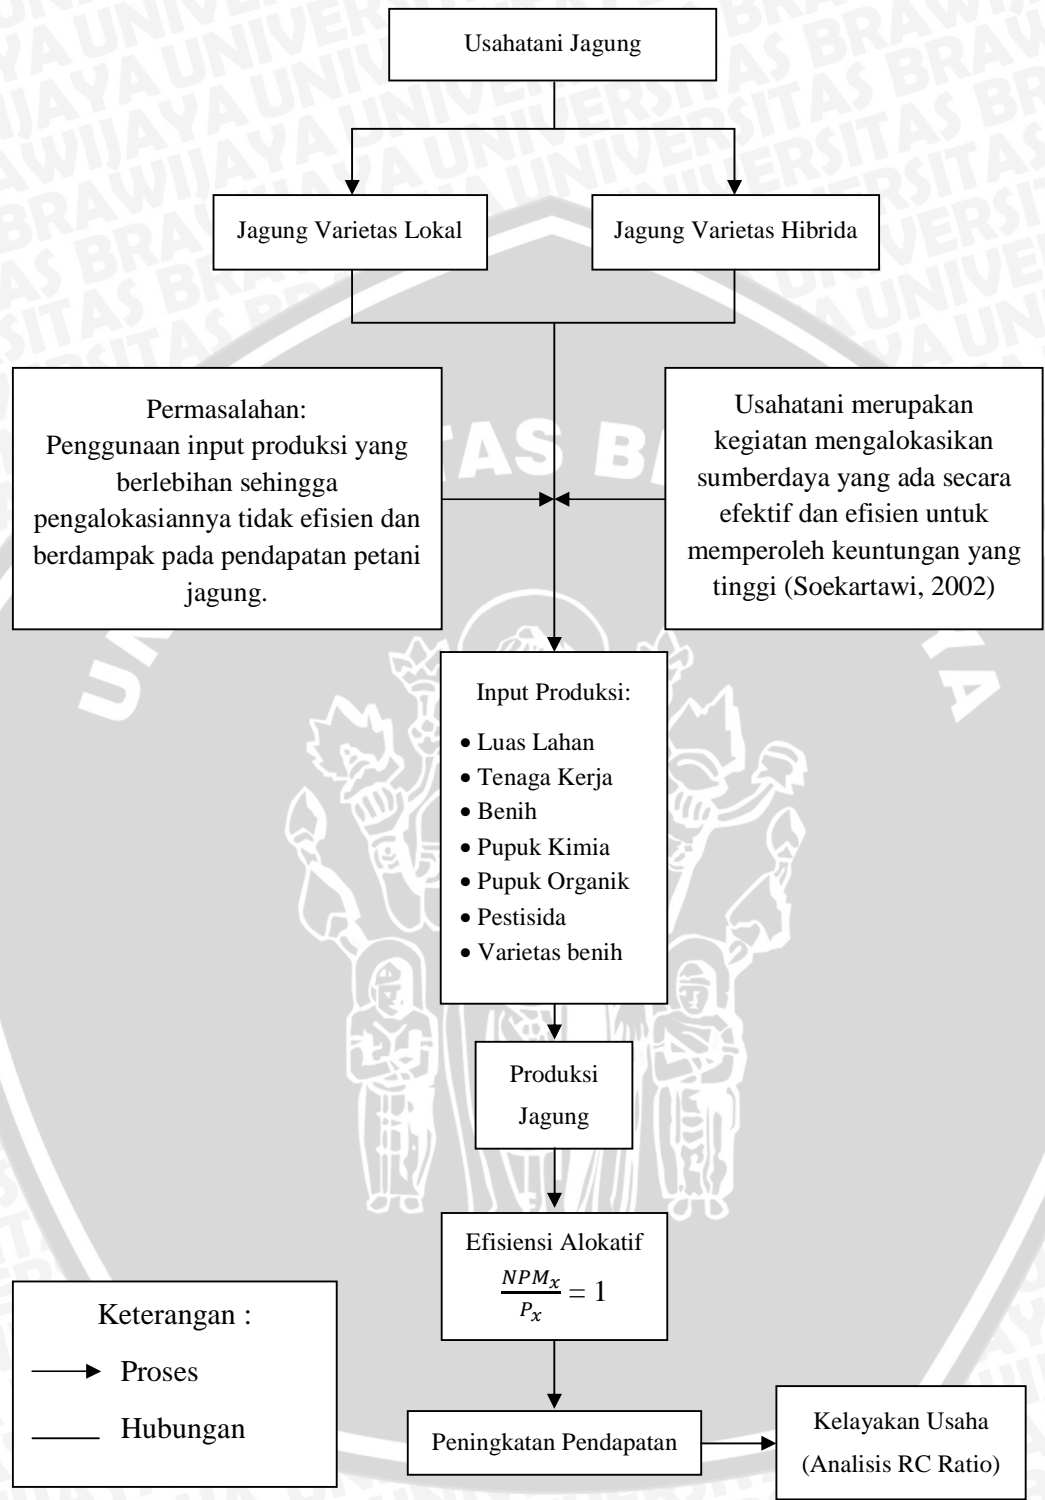 Usahatani Jagung
Jagung Varietas Lokal
Jagung Varietas Hibrida
Permasalahan:
Penggunaan input produksi yang
berlebihan sehingga
pengalokasiannya tidak efisien dan
berdampak pada pendapatan petani
jagung.
Usahatani merupakan
kegiatan mengalokasikan
sumberdaya yang ada secara
efektif dan efisien untuk
memperoleh keuntungan yang
tinggi (Soekartawi, 2002)
Input Produksi:
• Luas Lahan
• Tenaga Kerja
• Benih
• Pupuk Kimia
• Pupuk Organik
• Pestisida
• Varietas benih
Produksi
Jagung
Efisiensi Alokatif
NPMx / Px = 1
Peningkatan Pendapatan
Kelayakan Usaha
(Analisis RC Ratio)
Keterangan :
Proses
Hubungan